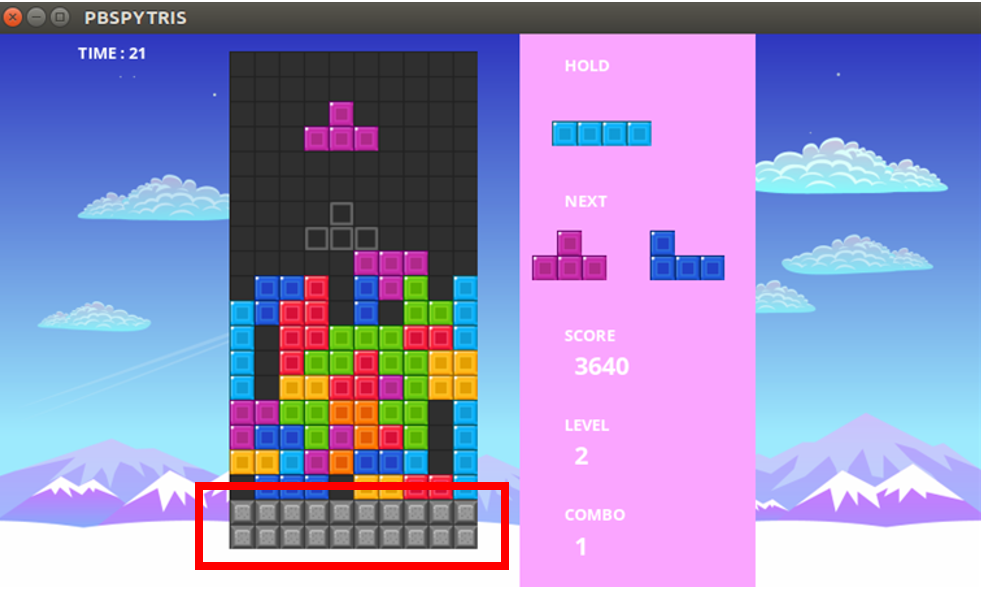 PBSPYTRIS
TIME : 21
HOLD
NEXT
SCORE
3640
LEVEL
2
COMBO
1